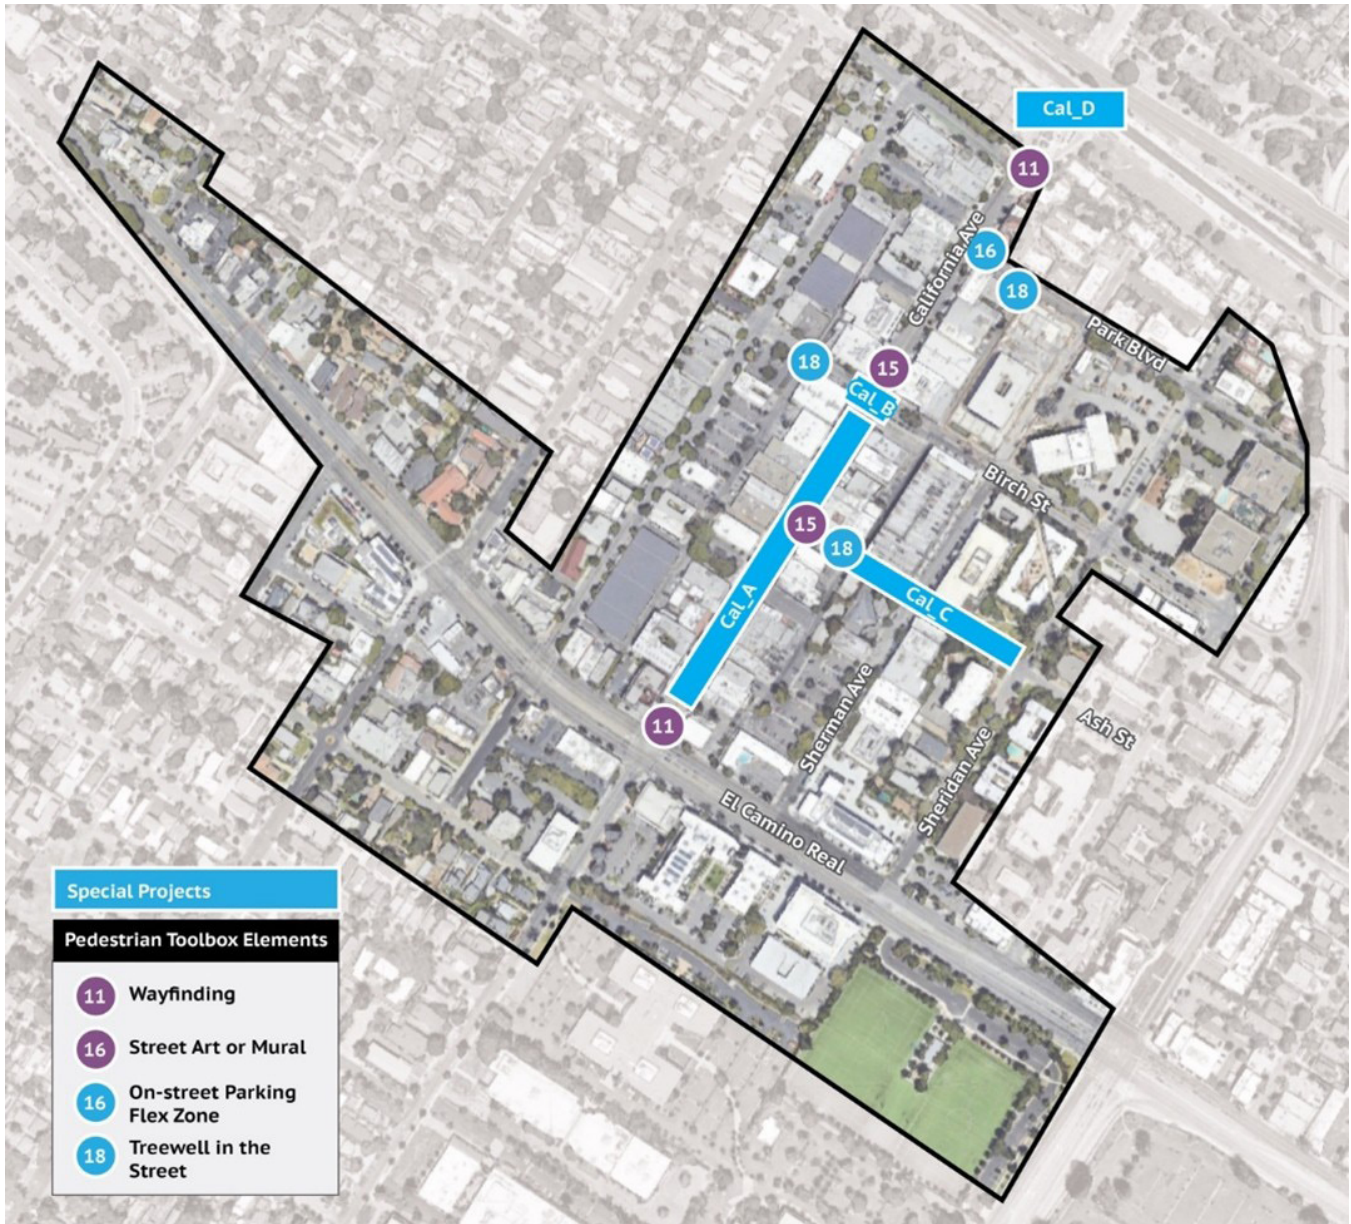 Cal_D
11
California Ave
16
18
Park Blvd
18
15
Cal_B
Birch St
15
18
Cal_A
Cal_C
11
Sherman Ave
Ash St
Sheridan Ave
El Camino Real
Special Projects
Pedestrian Toolbox Elements
11 Wayfinding
16 Street Art or Mural
16 On-street Parking
Flex Zone
18 Treewell in the
Street